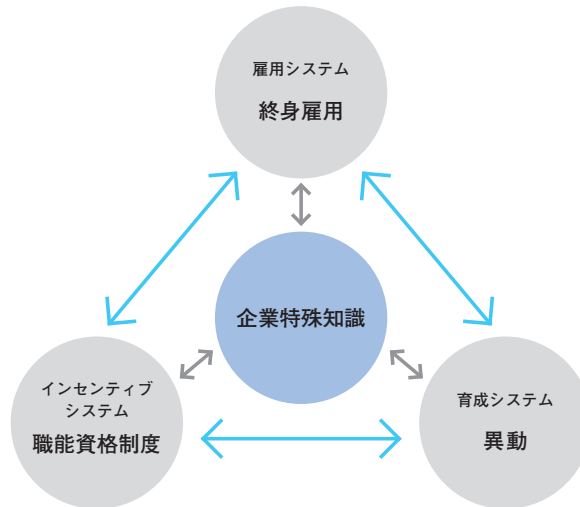 雇用システム
終身雇用
企業特殊知識
インセンティブ
システム
職能資格制度
育成システム
異動